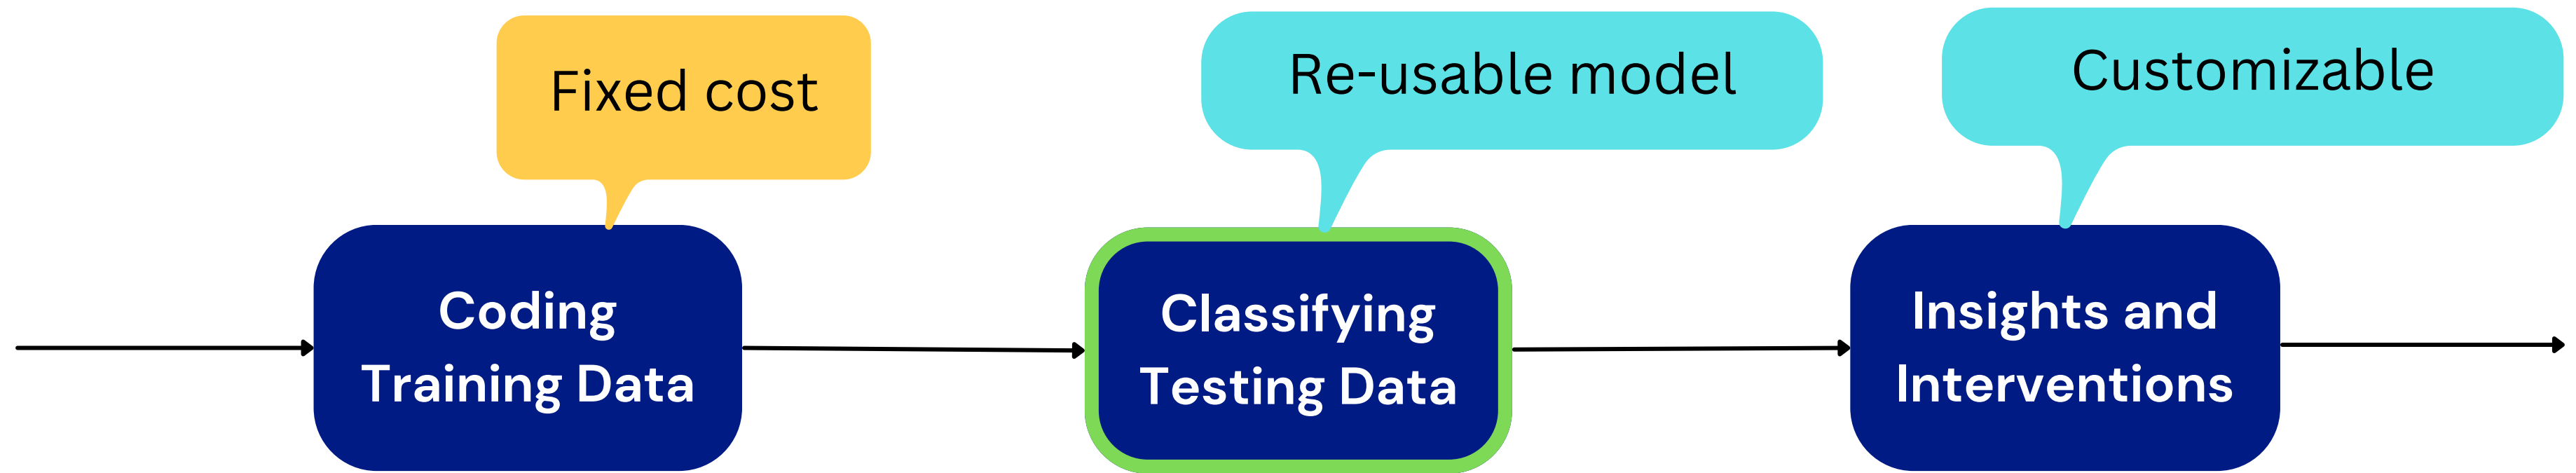 Fixed cost
Re-usable model
Customizable
Coding
Training Data
Classifying
Testing Data
Insights and
Interventions